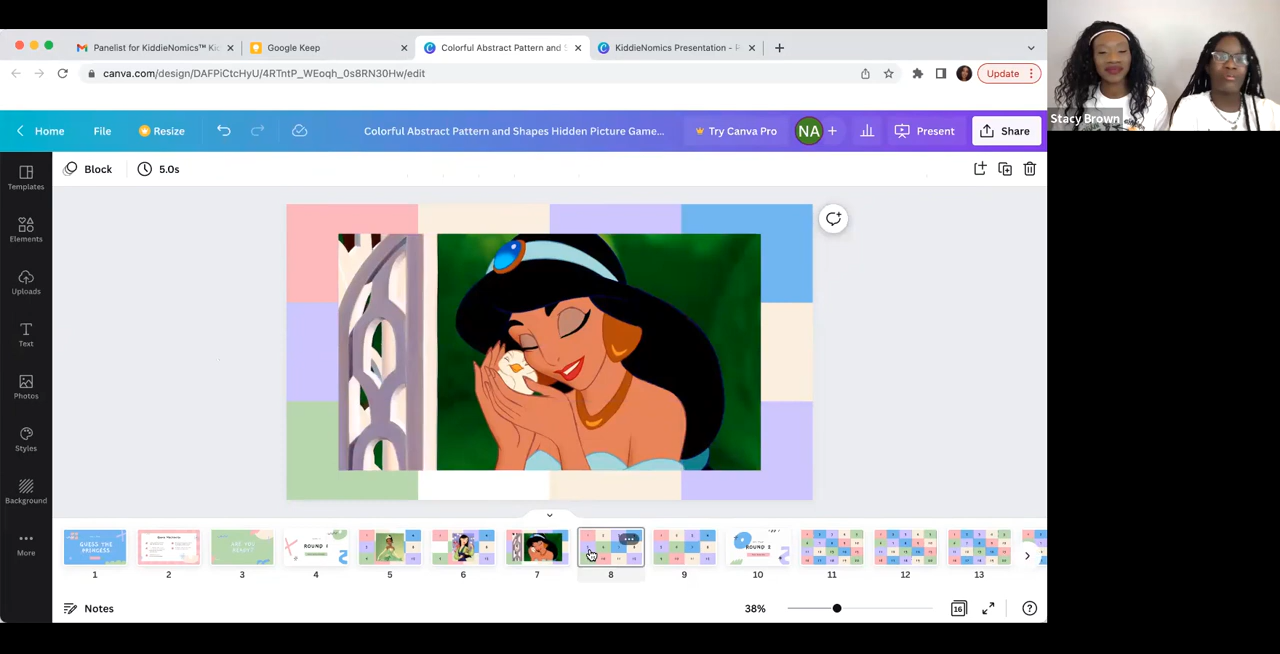 Panelist for KiddieNomics™ Ki
Google Keep
Colorful Abstract Pattern and S
KiddieNomics Presentation - P
canva.com/design/DAFPiCtcHyU/4RTntP_WEoqh_0s8RN30Hw/edit
Update
Stacy Brown
Home
File
Resize
Colorful Abstract Pattern and Shapes Hidden Picture Game...
Try Canva Pro
NA
Present
Share
Templates
Block
5.0s
Elements
Uploads
Text
Photos
Styles
Background
More
GUESS THE PRINCESS
ARE YOU READY?
ROUND 1
ROUND 2
1
2
3
4
5
6
7
8
9
10
11
12
13
Notes
38%
16